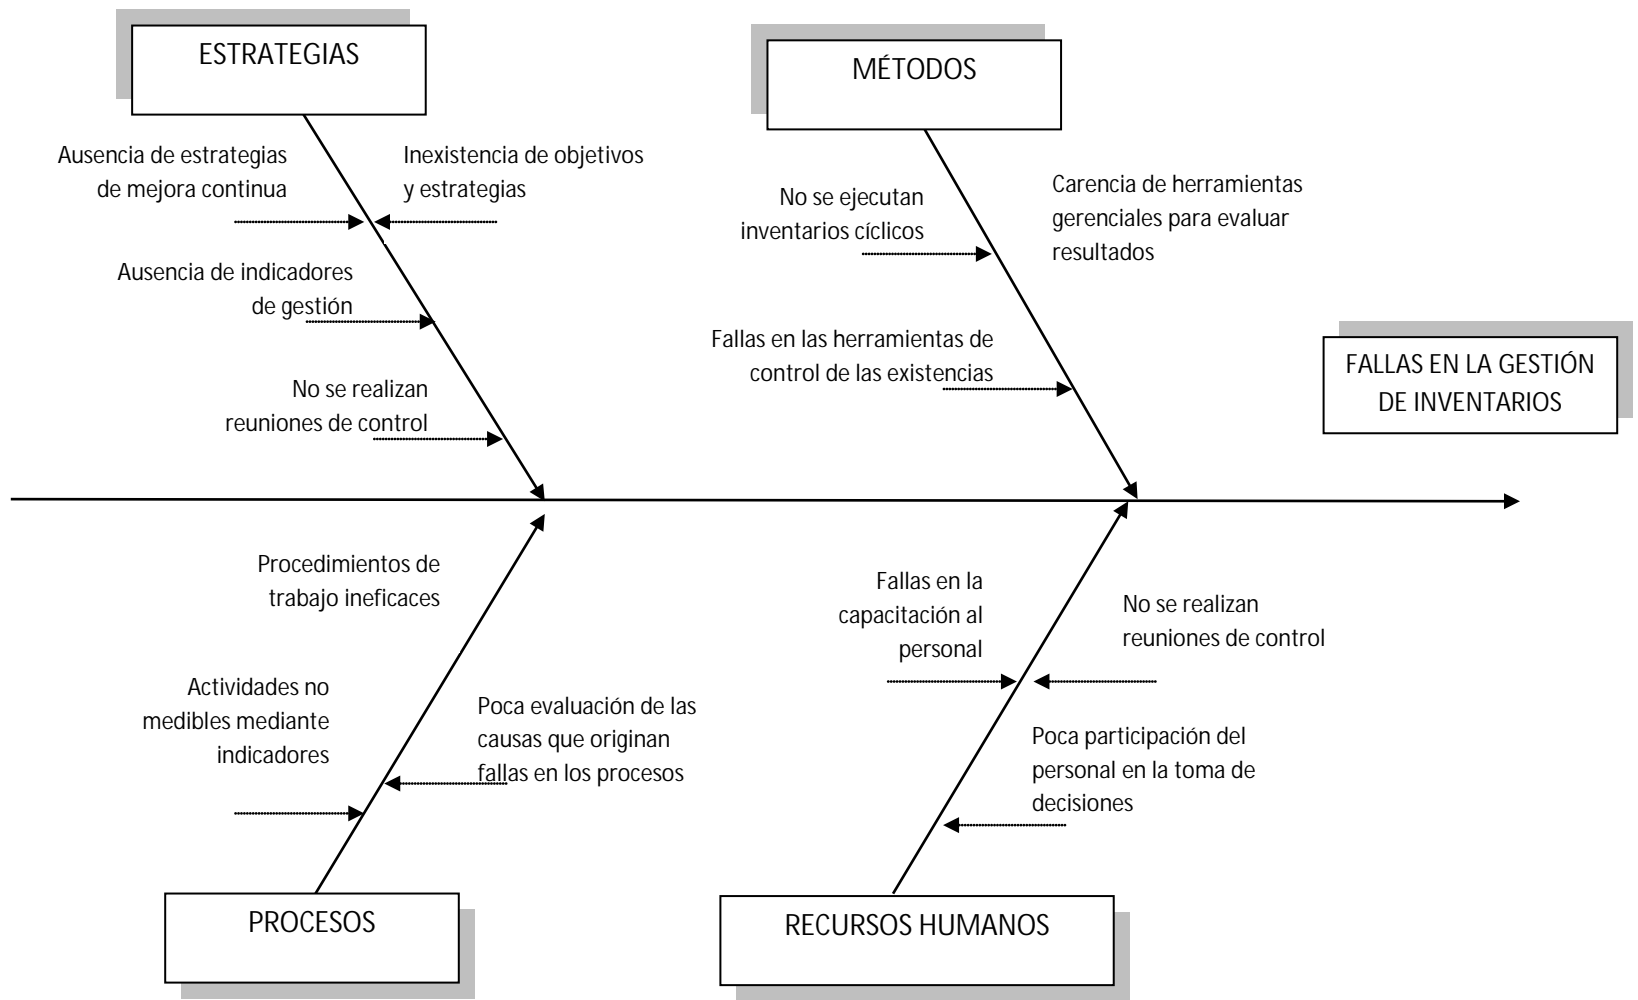 ESTRATEGIAS
MÉTODOS
Ausencia de estrategias
de mejora continua
Inexistencia de objetivos
y estrategias
No se ejecutan
inventarios cíclicos
Carencia de herramientas
gerenciales para evaluar
resultados
Ausencia de indicadores
de gestión
Fallas en las herramientas de
control de las existencias
No se realizan
reuniones de control
FALLAS EN LA GESTIÓN
DE INVENTARIOS
Procedimientos de
trabajo ineficaces
Fallas en la
capacitación al
personal
No se realizan
reuniones de control
Actividades no
medibles mediante
indicadores
Poca evaluación de las
causas que originan
fallas en los procesos
Poca participación del
personal en la toma de
decisiones
PROCESOS
RECURSOS HUMANOS